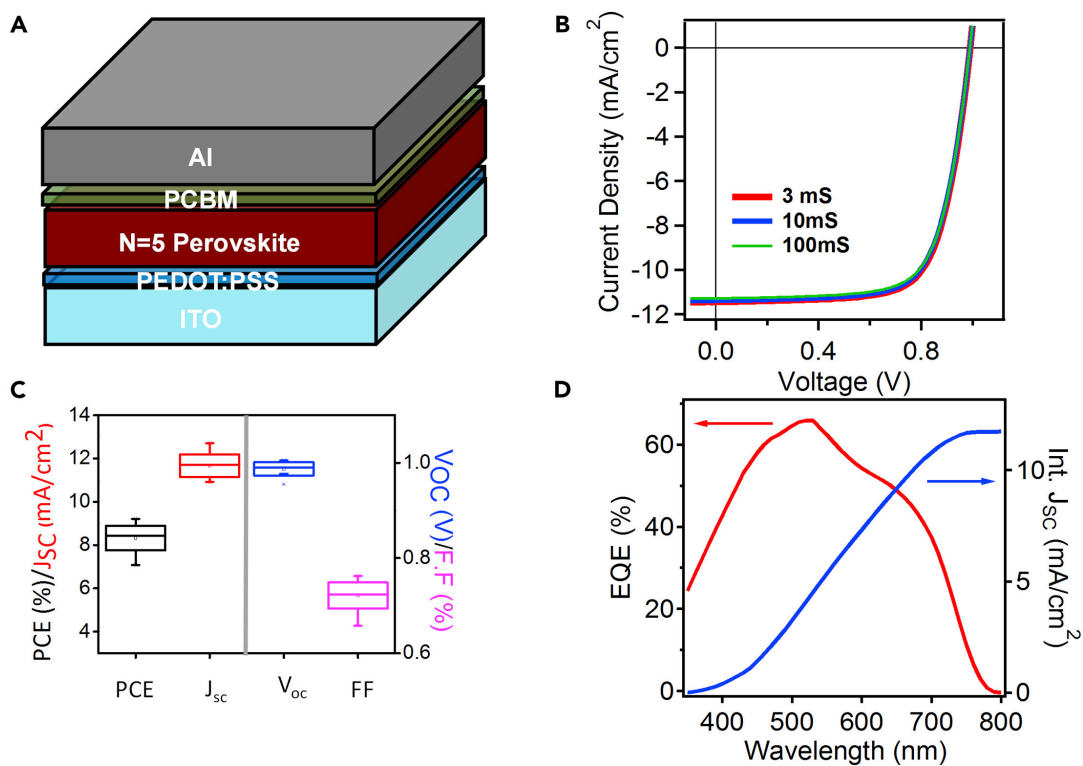 A
Al
PCBM
N=5 Perovskite
PEDOT:PSS
ITO
B
Current Density (mA/cm²)
0
-2
-4
-6
-8
-10
-12
3 mS
10mS
100mS
0.0
0.4
0.8
Voltage (V)
C
PCE (%)/JSC (mA/cm²)
14
12
10
8
6
4
1.0
0.8
0.6
VOC (V)/F.F (%)
PCE
Jsc
Voc
FF
D
EQE (%)
60
40
20
0
10
5
0
Int. JSC (mA/cm²)
400
500
600
700
800
Wavelength (nm)